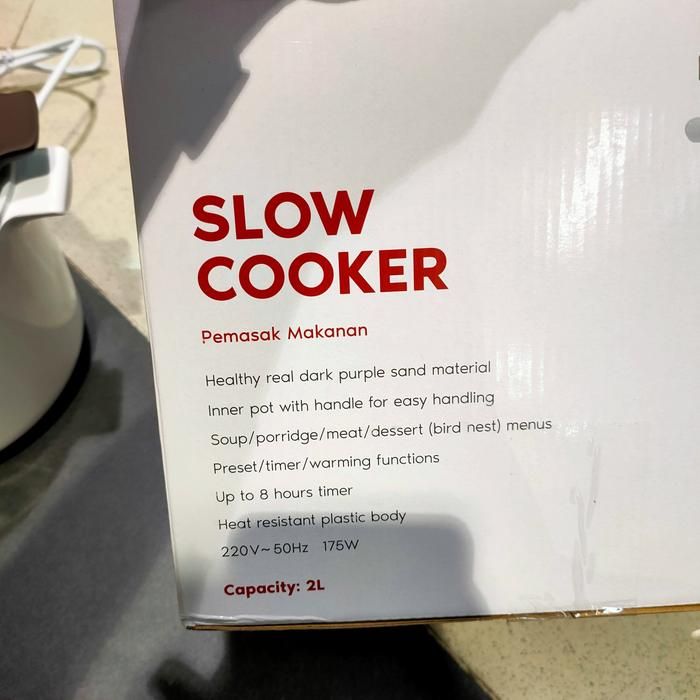 SLOW
COOKER
Pemasak Makanan
Healthy real dark purple sand material
Inner pot with handle for easy handling
Soup/porridge/meat/dessert (bird nest) menus
Preset/timer/warming functions
Up to 8 hours timer
Heat resistant plastic body
220V~50Hz 175W
Capacity: 2L